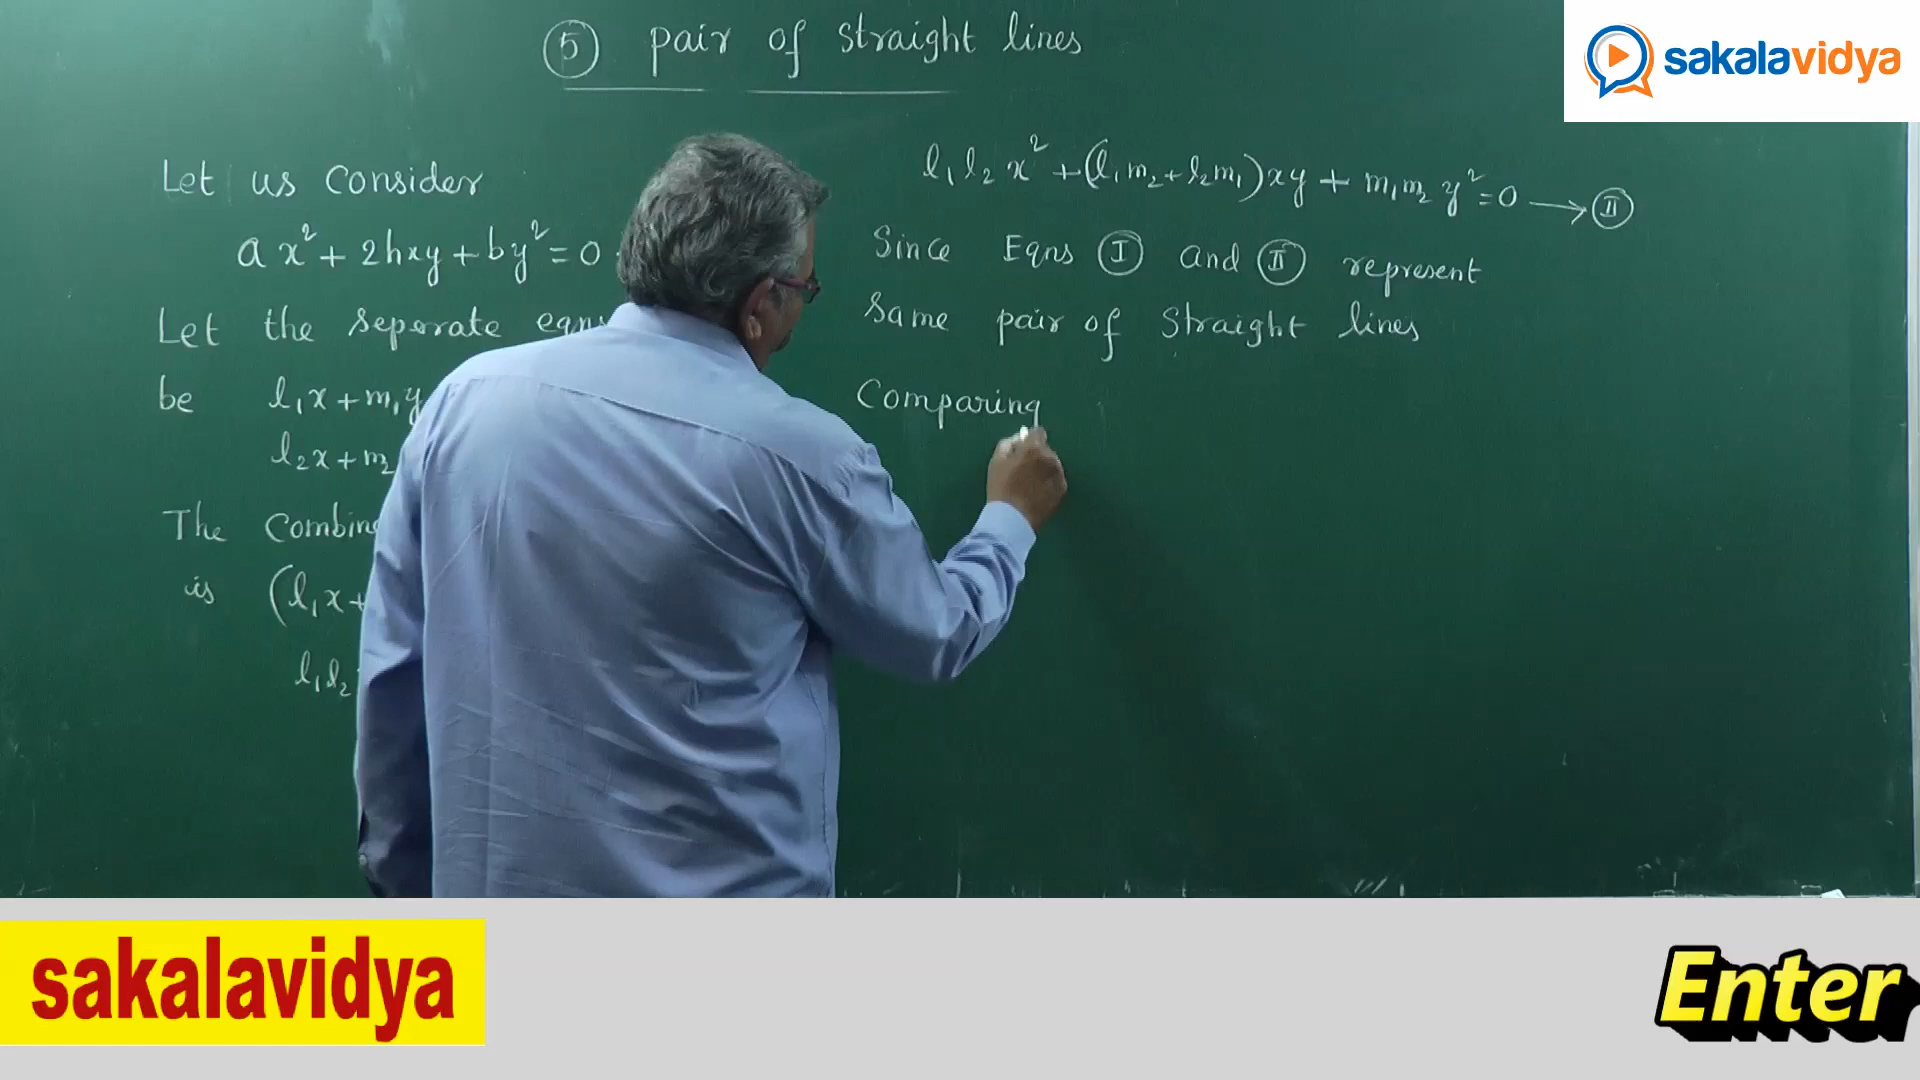 5 pair of straight lines
sakalavidya
Let us Consider
ax² + 2hxy + by² = 0
Let the seperate eqns
be l₁x + m₁y
l₂x + m₂
The Combin
is (l₁x +
l₁l₂
l₁l₂x² + (l₁m₂ + l₂m₁)xy + m₁m₂y² = 0 → II
Since Eqns I and II represent
Same pair of Straight lines
Comparing
sakalavidya
Enter